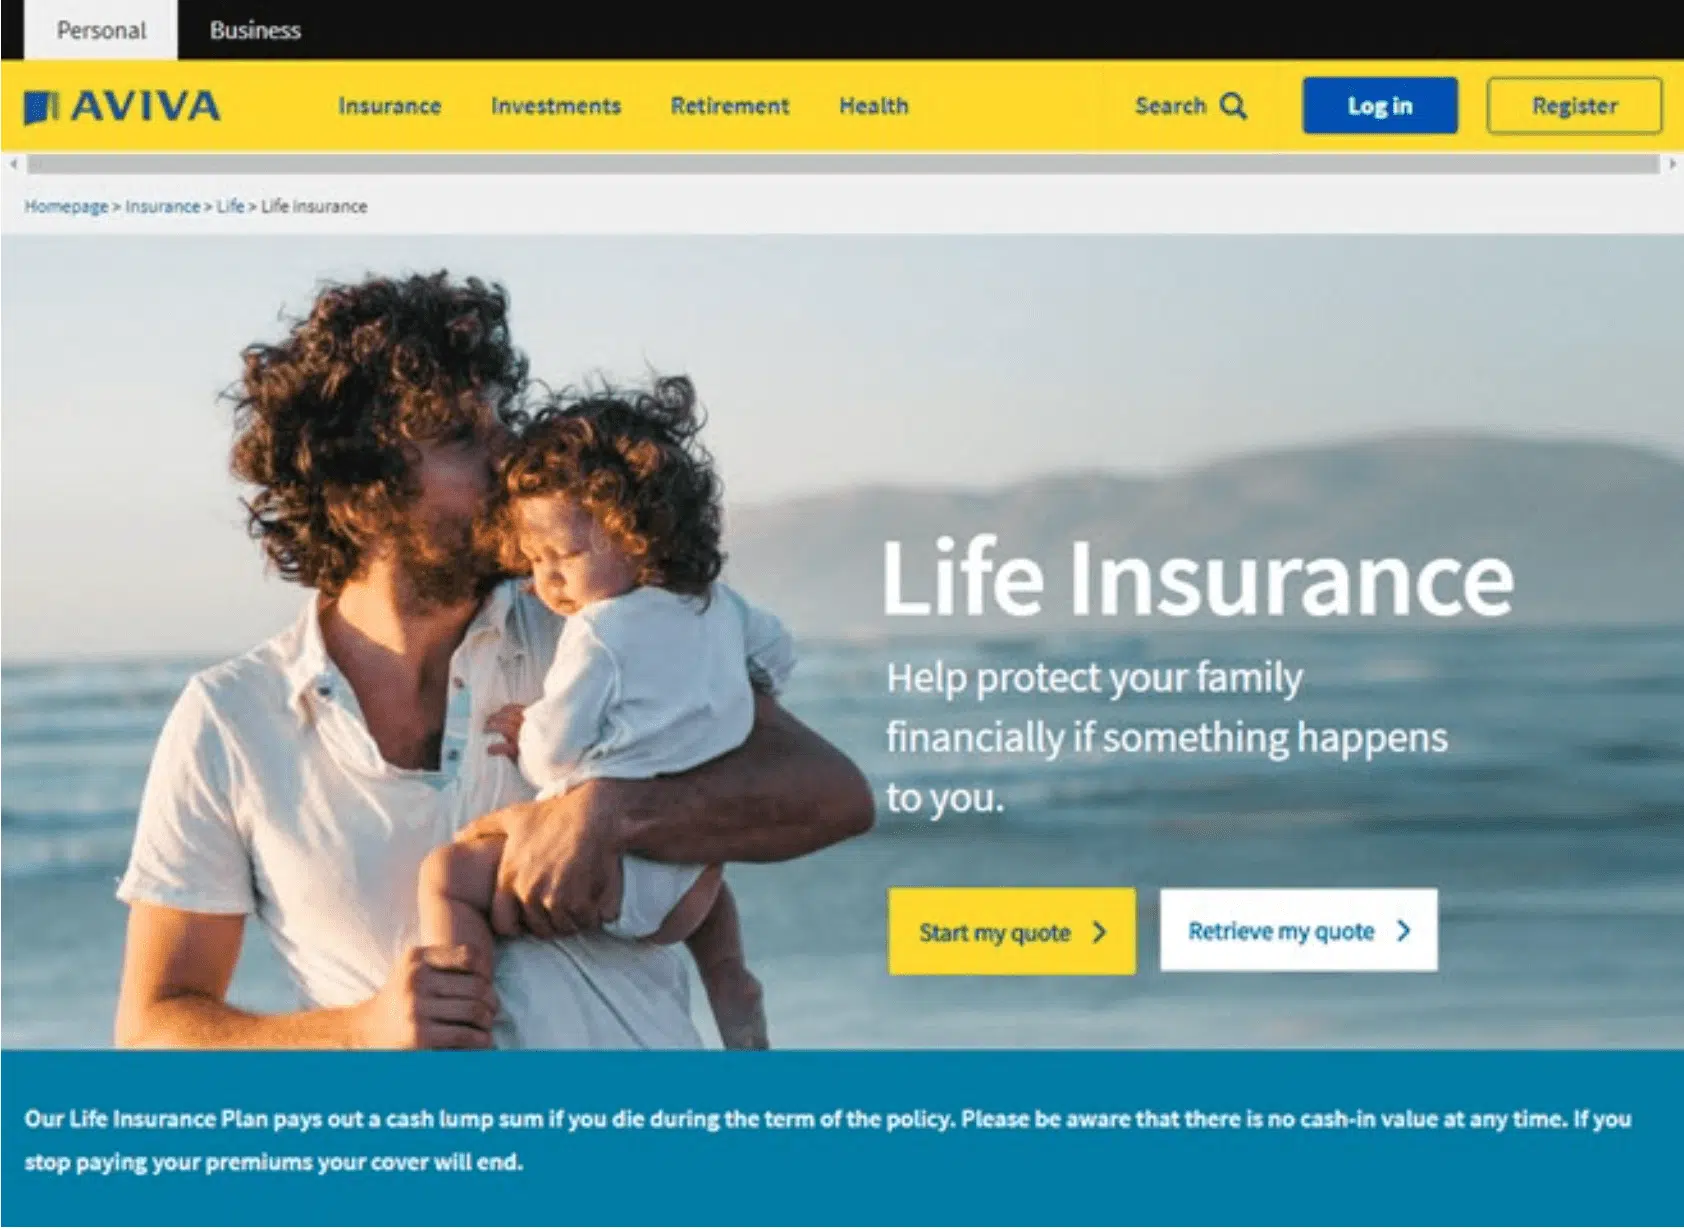 Personal Business
AVIVA Insurance Investments Retirement Health Search Log in Register
Homepage > Insurance > Life > Life insurance
Life Insurance
Help protect your family
financially if something happens
to you.
Start my quote Retrieve my quote
Our Life Insurance Plan pays out a cash lump sum if you die during the term of the policy. Please be aware that there is no cash-in value at any time. If you
stop paying your premiums your cover will end.